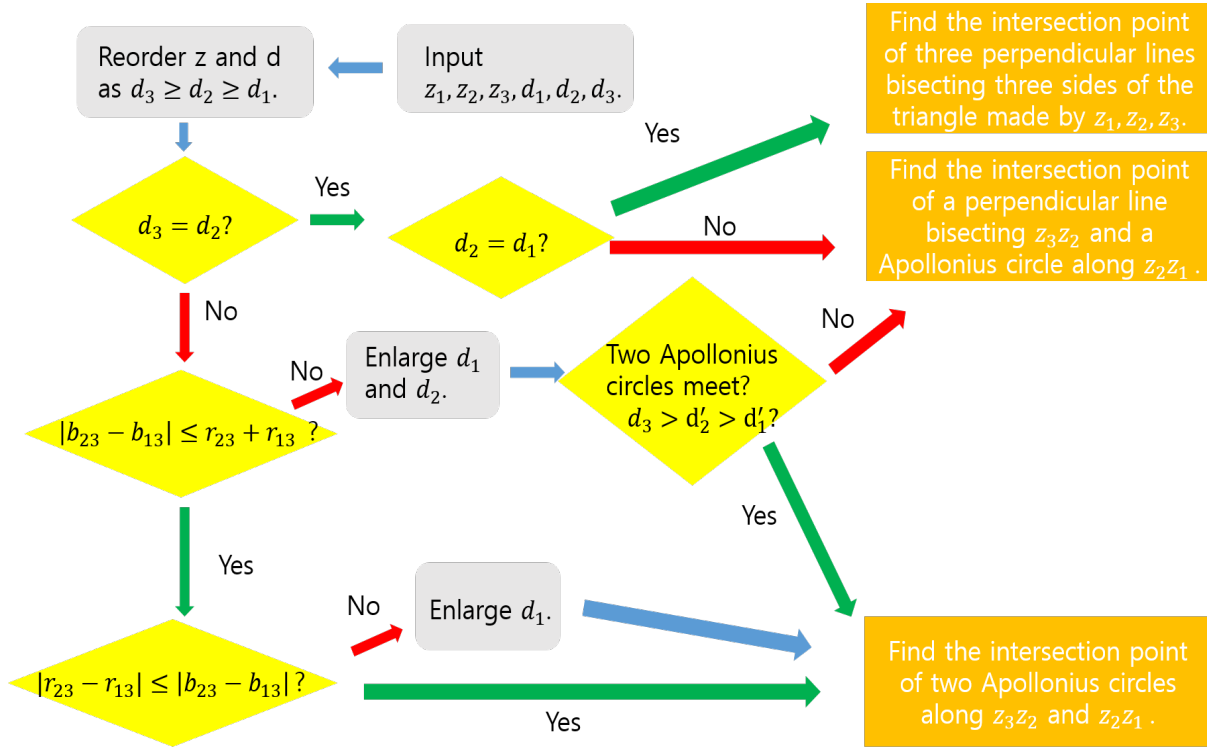 Reorder z and d
as d₃ ≥ d₂ ≥ d₁.
Input
z₁, z₂, z₃, d₁, d₂, d₃.
Find the intersection point
of three perpendicular lines
bisecting three sides of the
triangle made by z₁, z₂, z₃.
Yes
d₃ = d₂?
Yes
d₂ = d₁?
No
Find the intersection point
of a perpendicular line
bisecting z₃z₂ and a
Apollonius circle along z₂z₁ .
No
No
Enlarge d₁
and d₂.
Two Apollonius
circles meet?
d₃ > d′₂ > d′₁?
No
|b₂₃ − b₁₃| ≤ r₂₃ + r₁₃ ?
Yes
Yes
No
Enlarge d₁.
|r₂₃ − r₁₃| ≤ |b₂₃ − b₁₃| ?
Yes
Find the intersection point
of two Apollonius circles
along z₃z₂ and z₂z₁ .